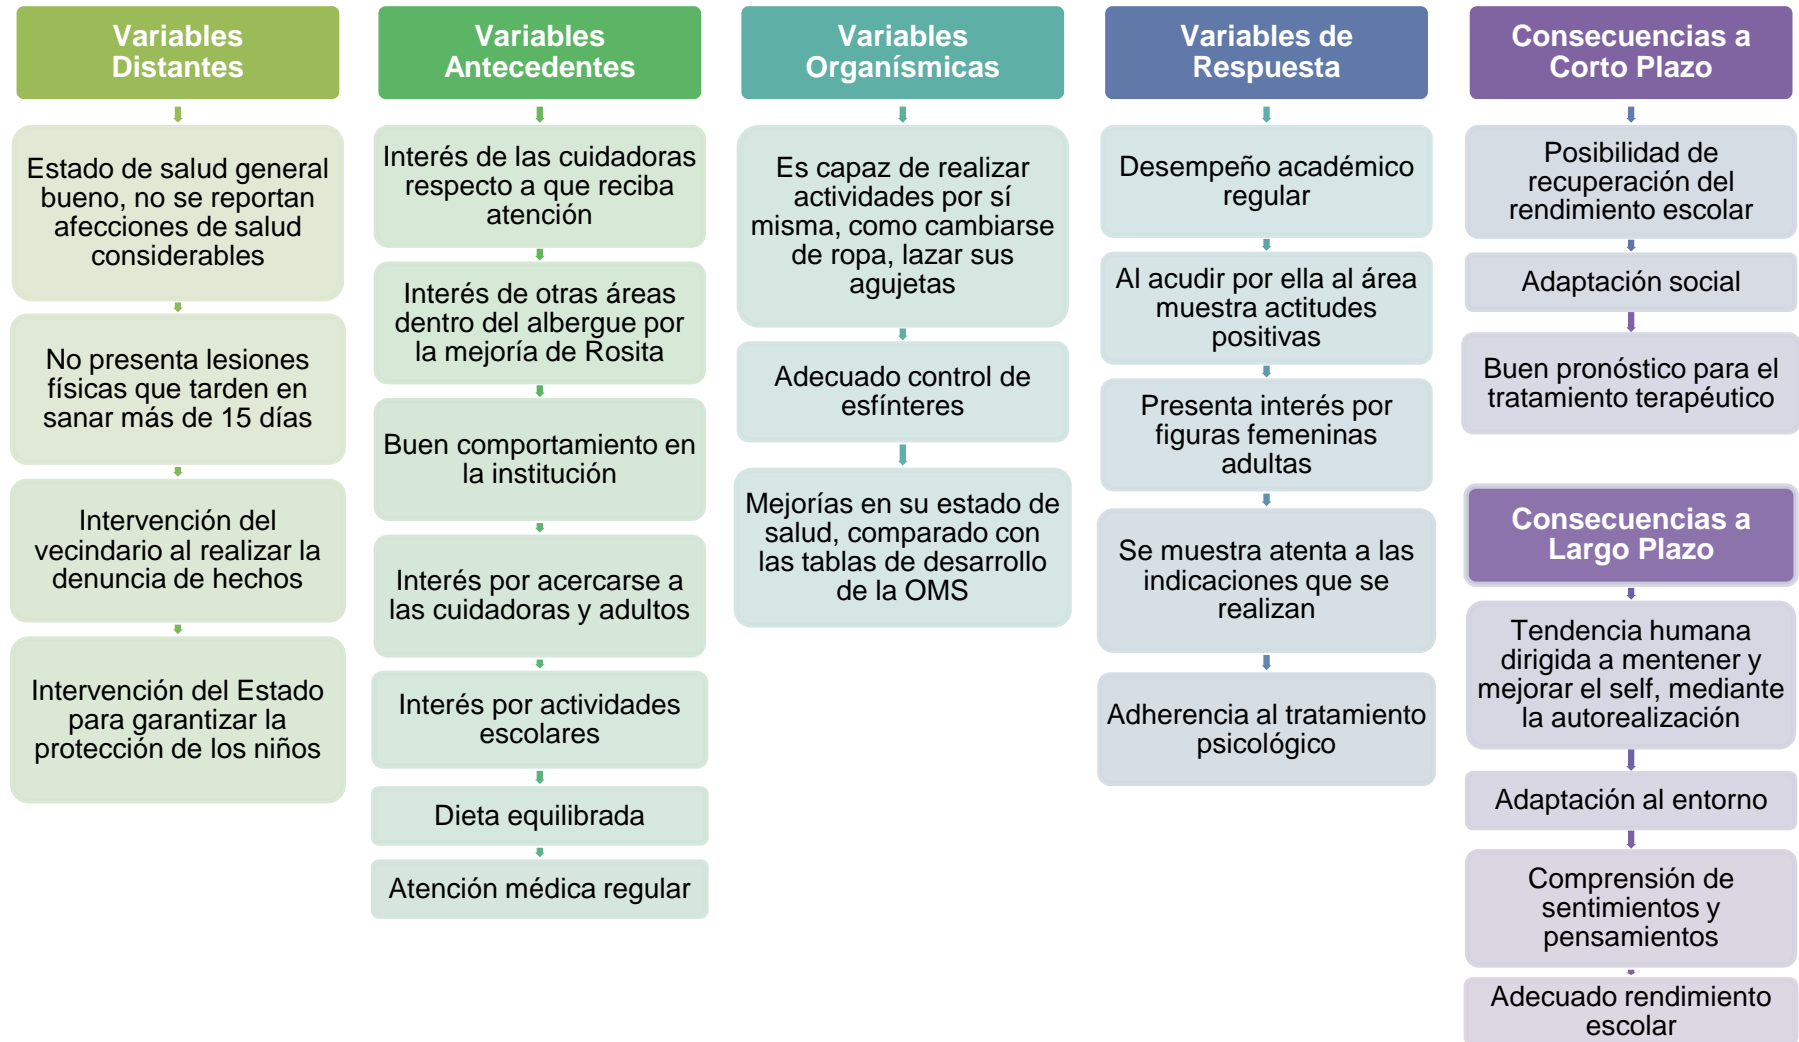 Variables
Distantes
Estado de salud general
bueno, no se reportan
afecciones de salud
considerables
No presenta lesiones
físicas que tarden en
sanar más de 15 días
Intervención del
vecindario al realizar la
denuncia de hechos
Intervención del Estado
para garantizar la
protección de los niños
Variables
Antecedentes
Interés de las cuidadoras
respecto a que reciba
atención
Interés de otras áreas
dentro del albergue por
la mejoría de Rosita
Buen comportamiento en
la institución
Interés por acercarse a
las cuidadoras y adultos
Interés por actividades
escolares
Dieta equilibrada
Atención médica regular
Variables
Organísmicas
Es capaz de realizar
actividades por sí
misma, como cambiarse
de ropa, lazar sus
agujetas
Adecuado control de
esfínteres
Mejorías en su estado de
salud, comparado con
las tablas de desarrollo
de la OMS
Variables de
Respuesta
Desempeño académico
regular
Al acudir por ella al área
muestra actitudes
positivas
Presenta interés por
figuras femeninas
adultas
Se muestra atenta a las
indicaciones que se
realizan
Adherencia al tratamiento
psicológico
Consecuencias a
Corto Plazo
Posibilidad de
recuperación del
rendimiento escolar
Adaptación social
Buen pronóstico para el
tratamiento terapéutico
Consecuencias a
Largo Plazo
Tendencia humana
dirigida a mentener y
mejorar el self, mediante
la autorealización
Adaptación al entorno
Comprensión de
sentimientos y
pensamientos
Adecuado rendimiento
escolar